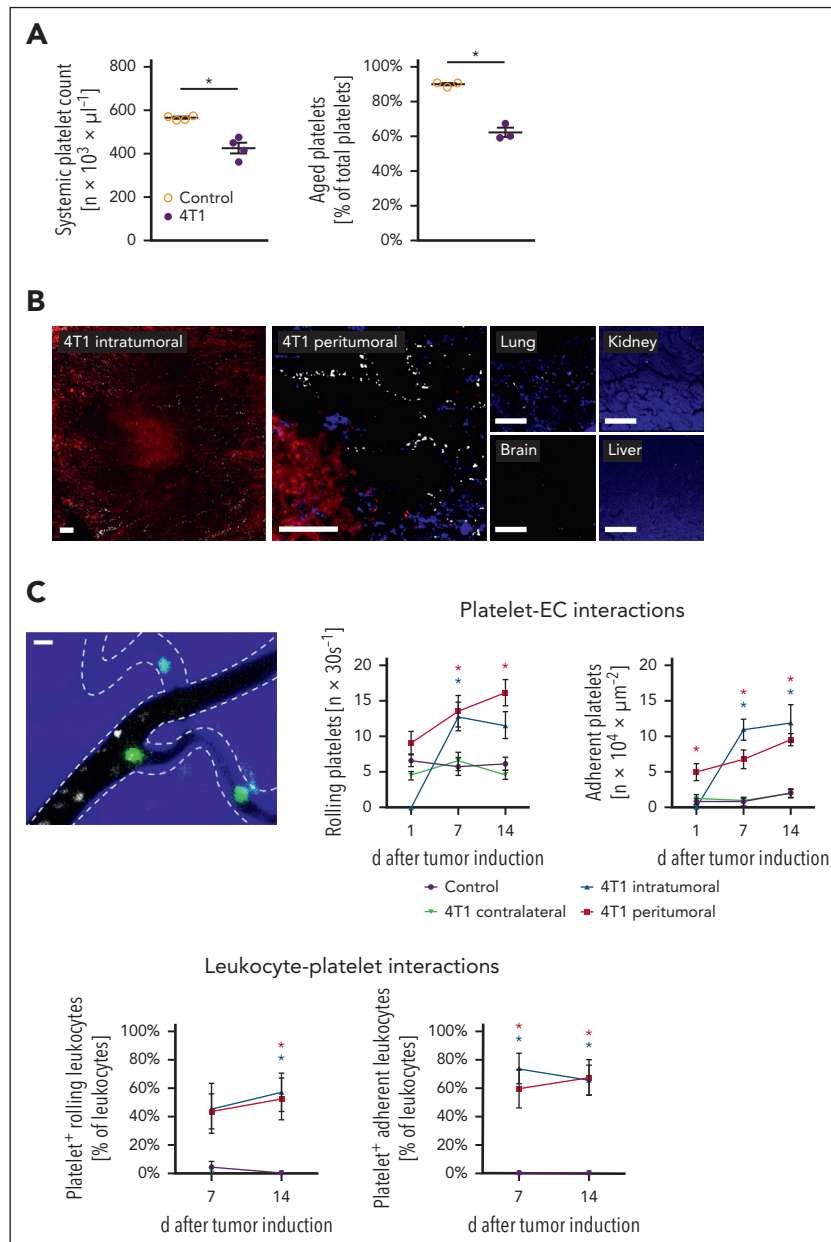 A
Systemic platelet count
[n × 10³ × µl⁻¹]
800
600
400
200
0
*
Control
4T1
Aged platelets
[% of total platelets]
100%
80%
60%
40%
20%
0%
*
B
4T1 intratumoral
4T1 peritumoral
Lung
Kidney
Brain
Liver
C
Platelet-EC interactions
Rolling platelets [n × 30s⁻¹]
20
15
10
5
0
* *
*
1 7 14
d after tumor induction
Adherent platelets
[n × 10⁴ × µm⁻²]
20
15
10
5
0
*
* *
* *
1 7 14
d after tumor induction
Control
4T1 intratumoral
4T1 contralateral
4T1 peritumoral
Leukocyte-platelet interactions
Platelet⁺ rolling leukocytes
[% of leukocytes]
100%
80%
60%
40%
20%
0%
*
*
7 14
d after tumor induction
Platelet⁺ adherent leukocytes
[% of leukocytes]
100%
80%
60%
40%
20%
0%
* *
* *
7 14
d after tumor induction